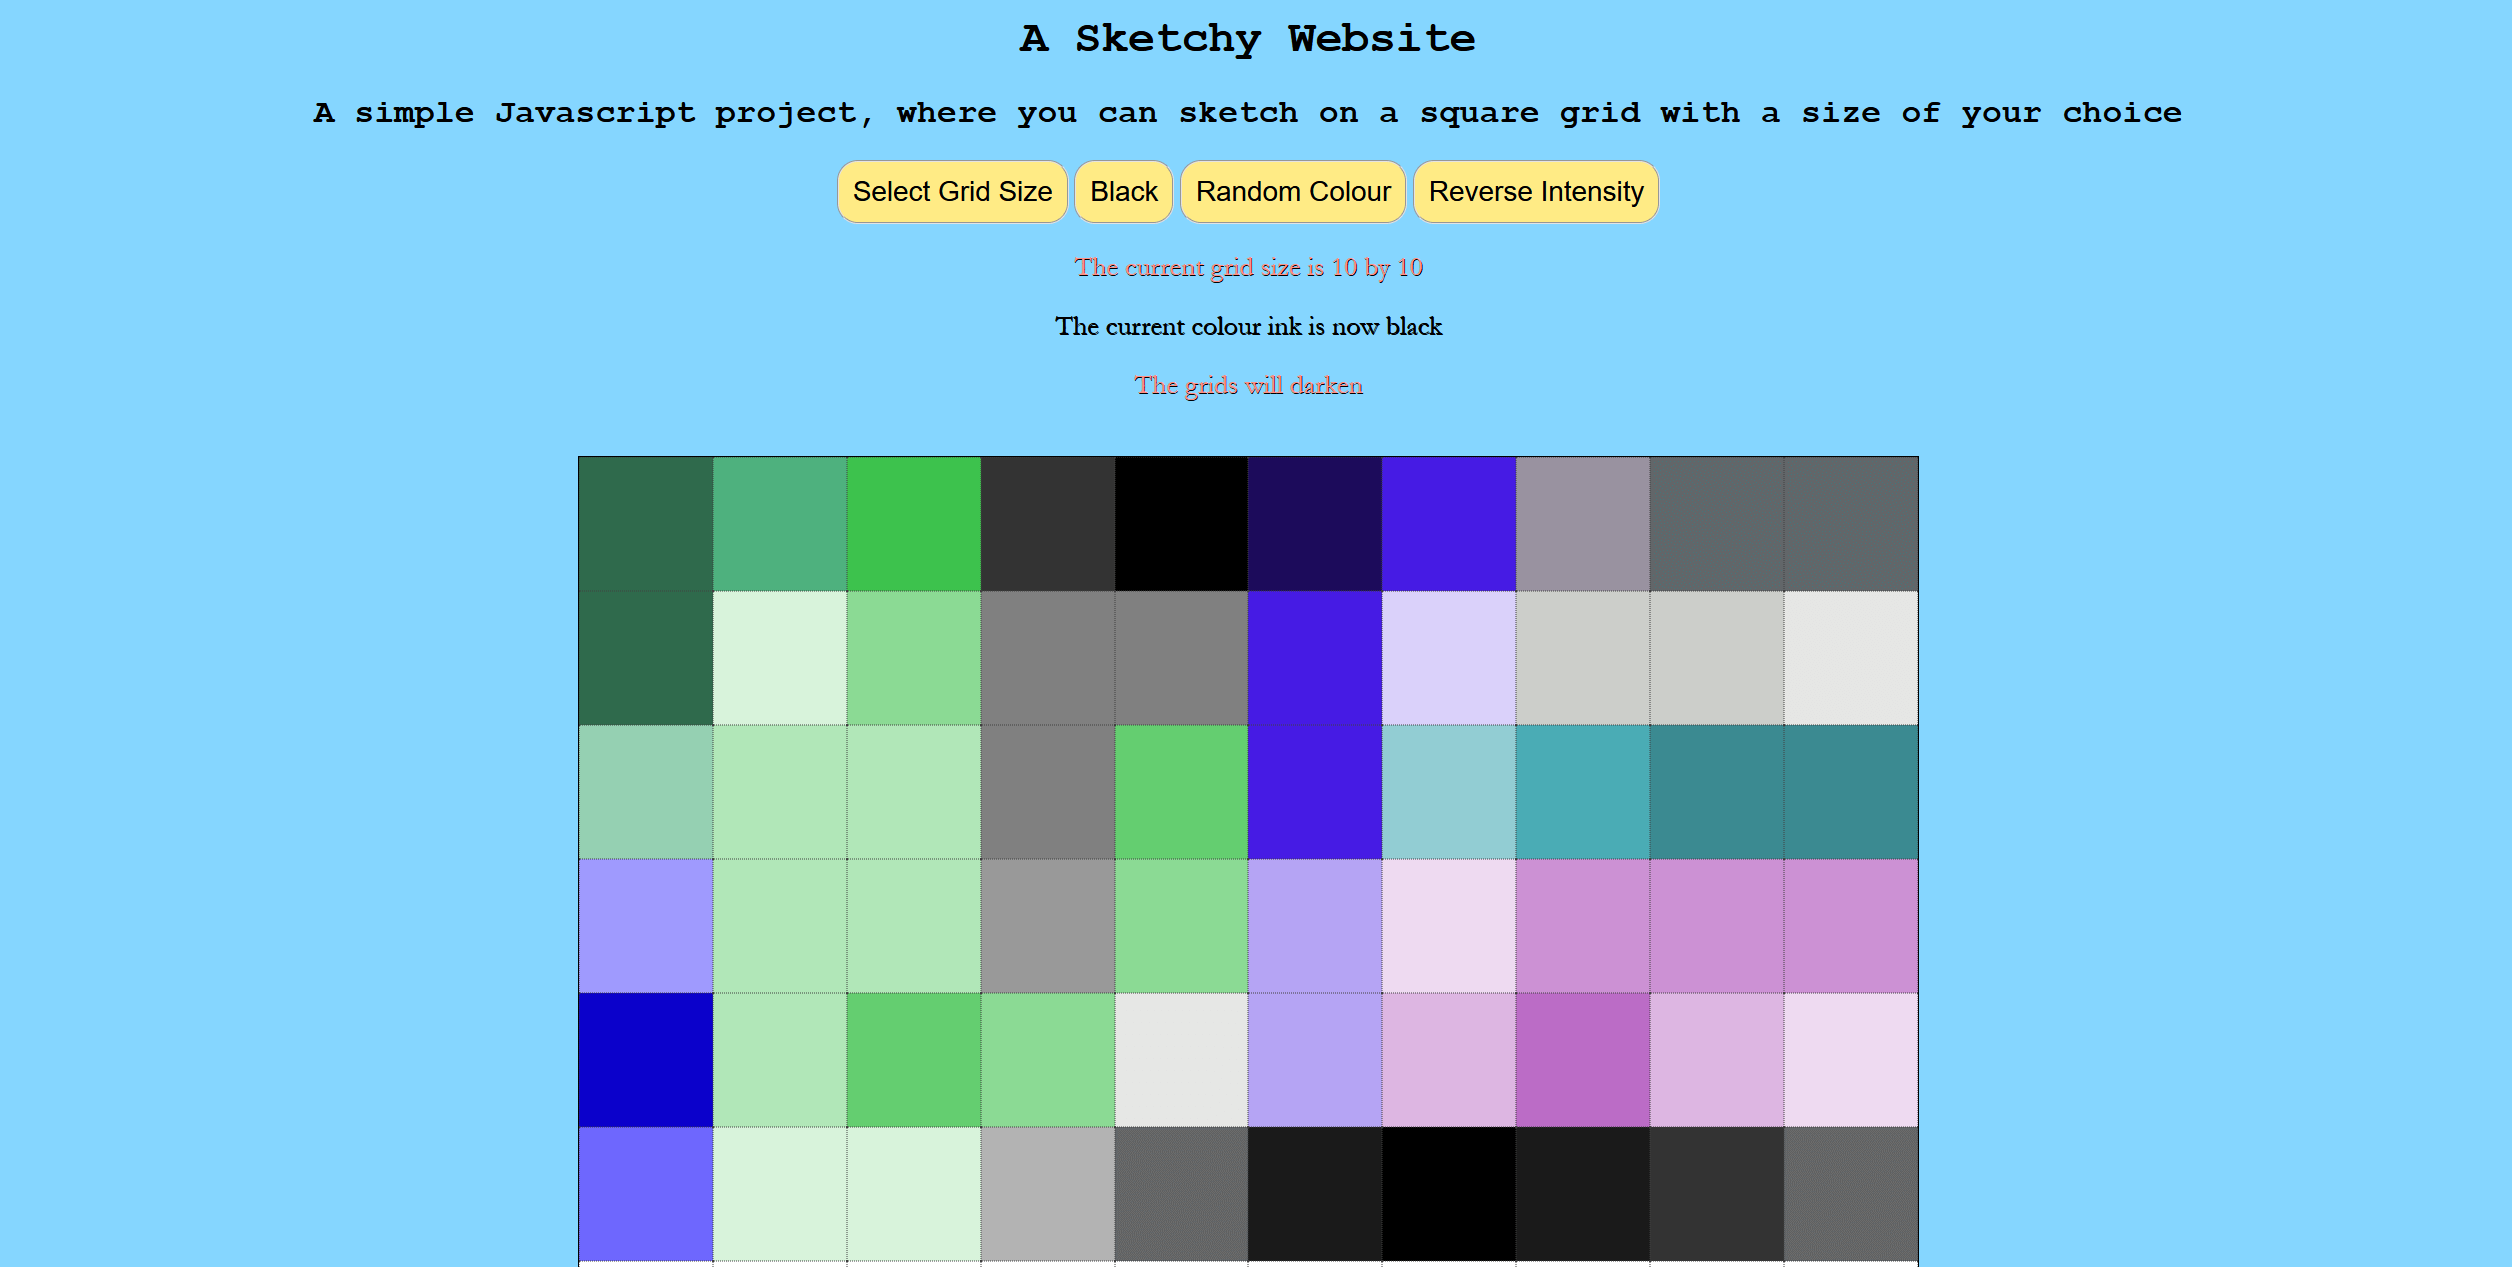 A Sketchy Website
A simple Javascript project, where you can sketch on a square grid with a size of your choice
Select Grid Size Black Random Colour Reverse Intensity
The current grid size is 10 by 10
The current colour ink is now black
The grids will darken